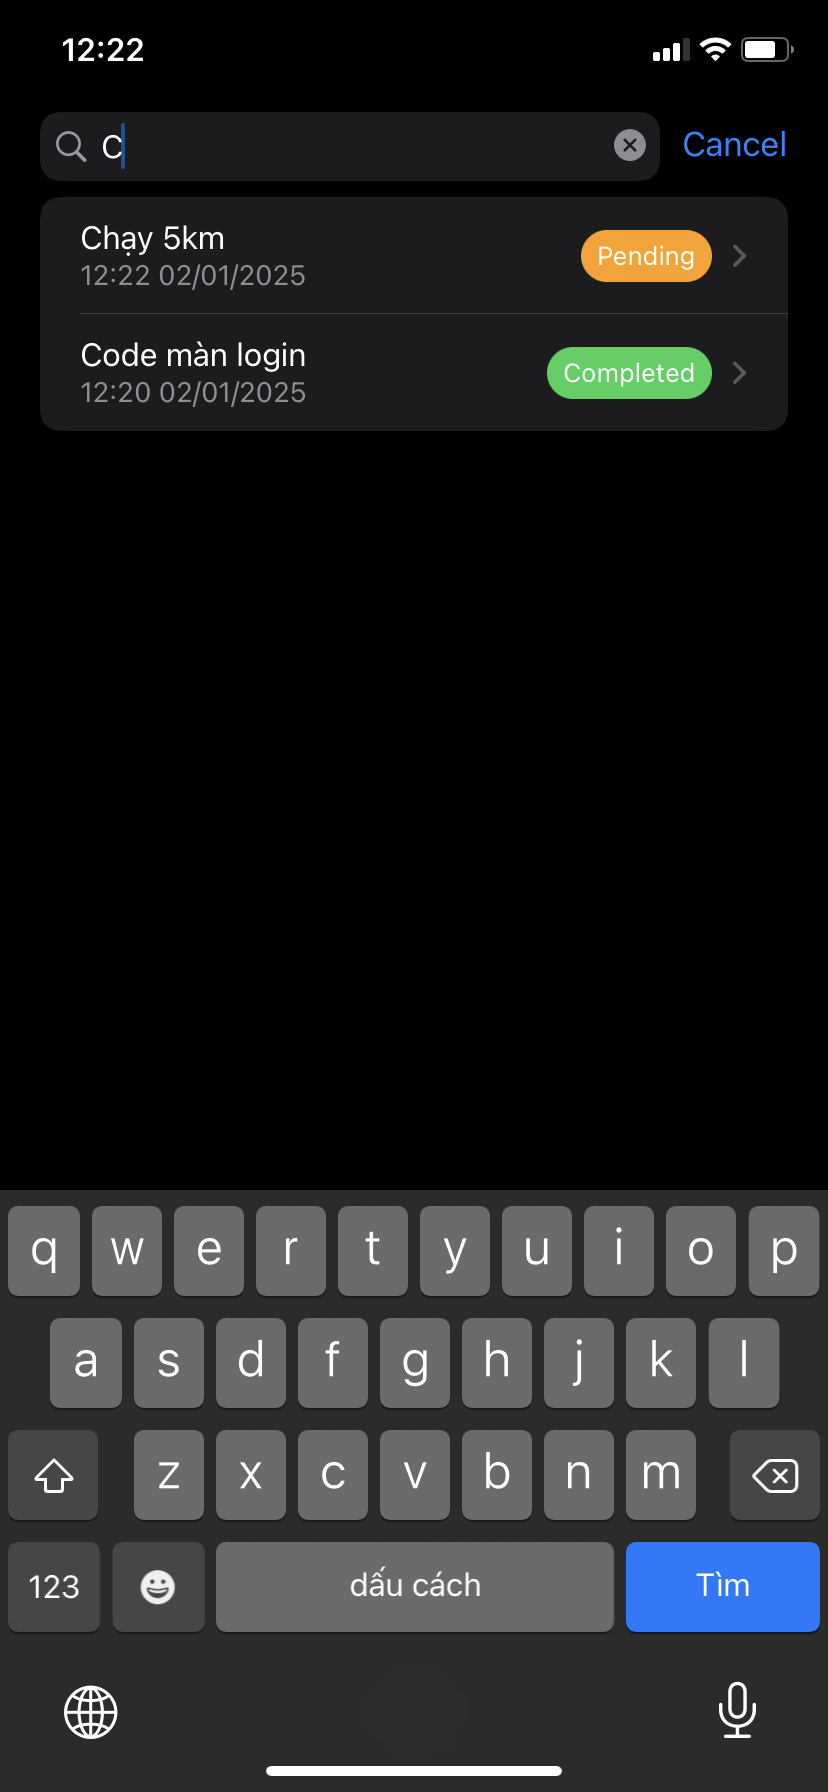 12:22
C
Cancel
Chạy 5km
12:22 02/01/2025
Pending
Code màn login
12:20 02/01/2025
Completed
q w e r t y u i o p
a s d f g h j k l
z x c v b n m
123 dấu cách Tìm